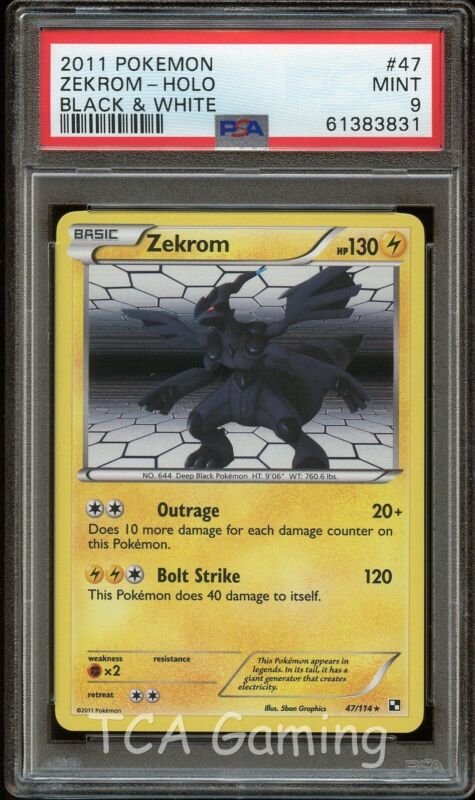 2011 POKEMON #47
ZEKROM - HOLO MINT
BLACK & WHITE 9
PSA 61383831
BASIC Zekrom HP130
NO. 644 Deep Black Pokémon HT: 9'06" WT: 760.6 lbs.
Outrage 20+
Does 10 more damage for each damage counter on
this Pokémon.
Bolt Strike 120
This Pokémon does 40 damage to itself.
weakness resistance
×2
retreat
This Pokémon appears in
legends. In its tail, it has a
giant generator that creates
electricity.
©2011 Pokémon Illus. 5ban Graphics 47/114 ★
TCA Gaming
PSA